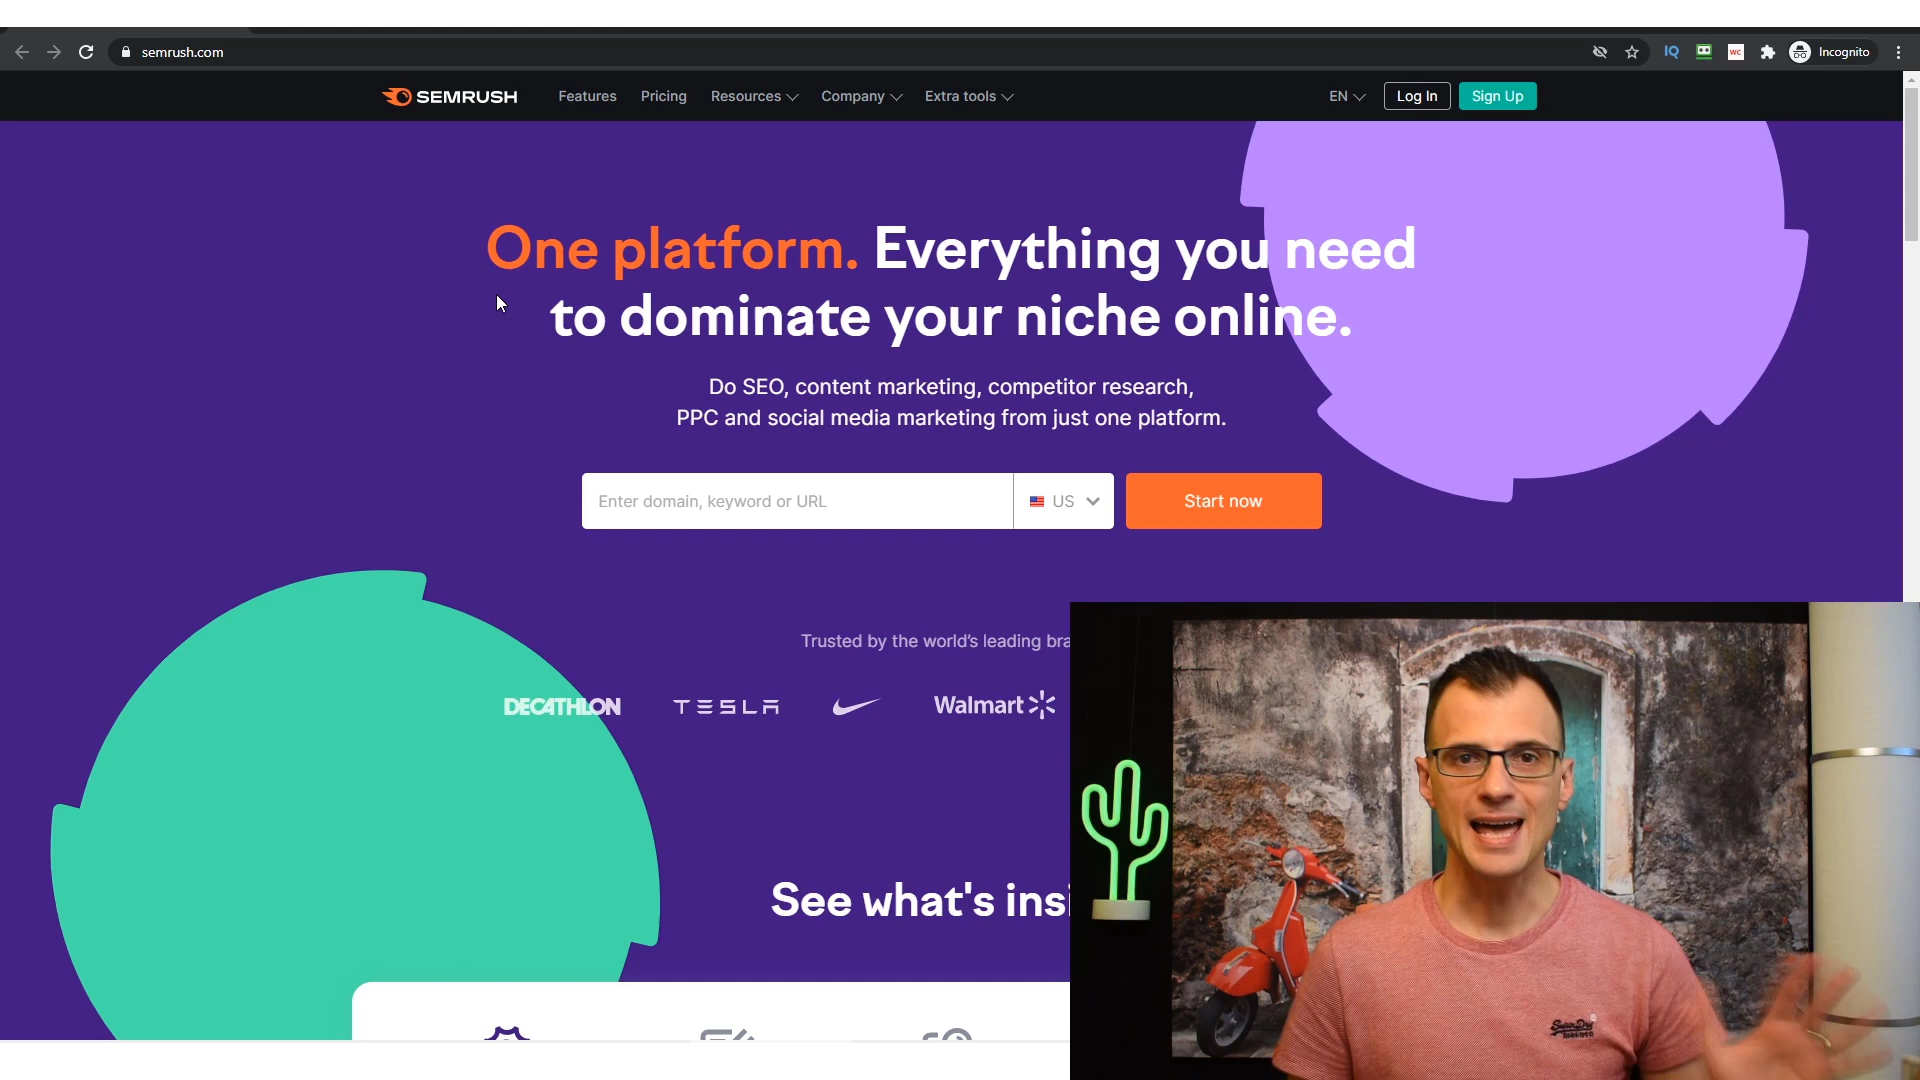 semrush.com
IQ
WC
Incognito
SEMRUSH
Features
Pricing
Resources
Company
Extra tools
EN
Log In
Sign Up
One platform. Everything you need
to dominate your niche online.
Do SEO, content marketing, competitor research,
PPC and social media marketing from just one platform.
Enter domain, keyword or URL
US
Start now
Trusted by the world's leading bra
DECATHLON
TESLA
Walmart
See what's insi